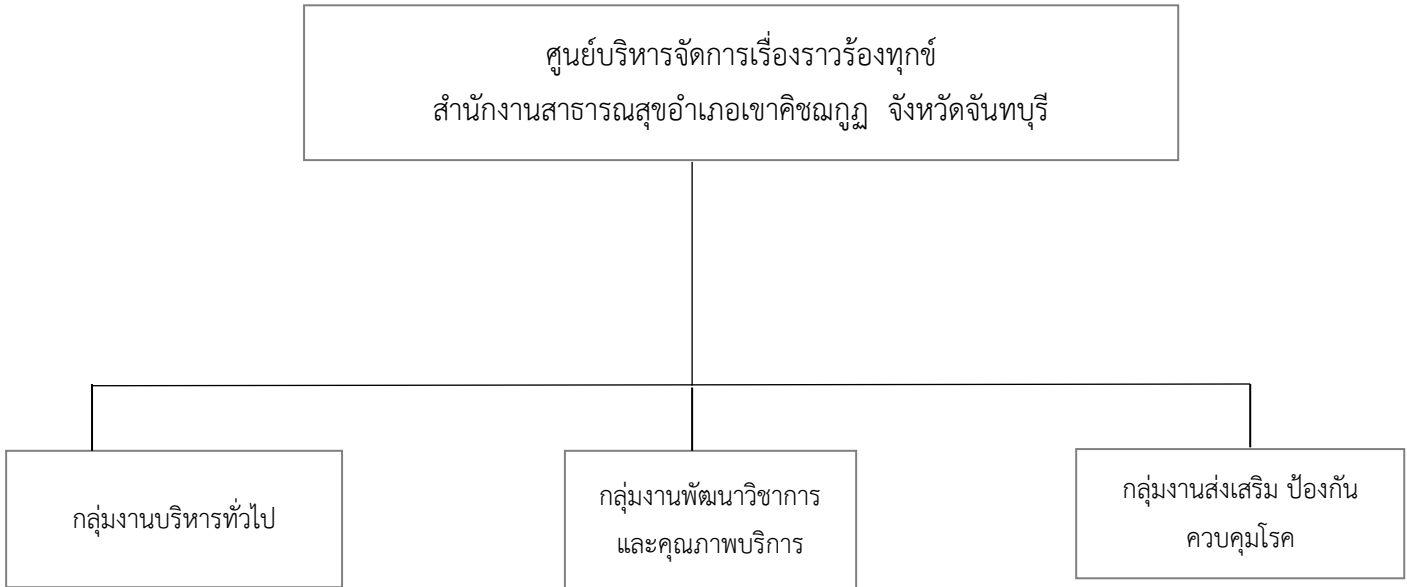 ศูนย์บริหารจัดการเรื่องราวร้องทุกข์
สำนักงานสาธารณสุขอำเภอเขาคิชฌกูฏ จังหวัดจันทบุรี
กลุ่มงานบริหารทั่วไป
กลุ่มงานพัฒนาวิชาการ
และคุณภาพบริการ
กลุ่มงานส่งเสริม ป้องกัน
ควบคุมโรค